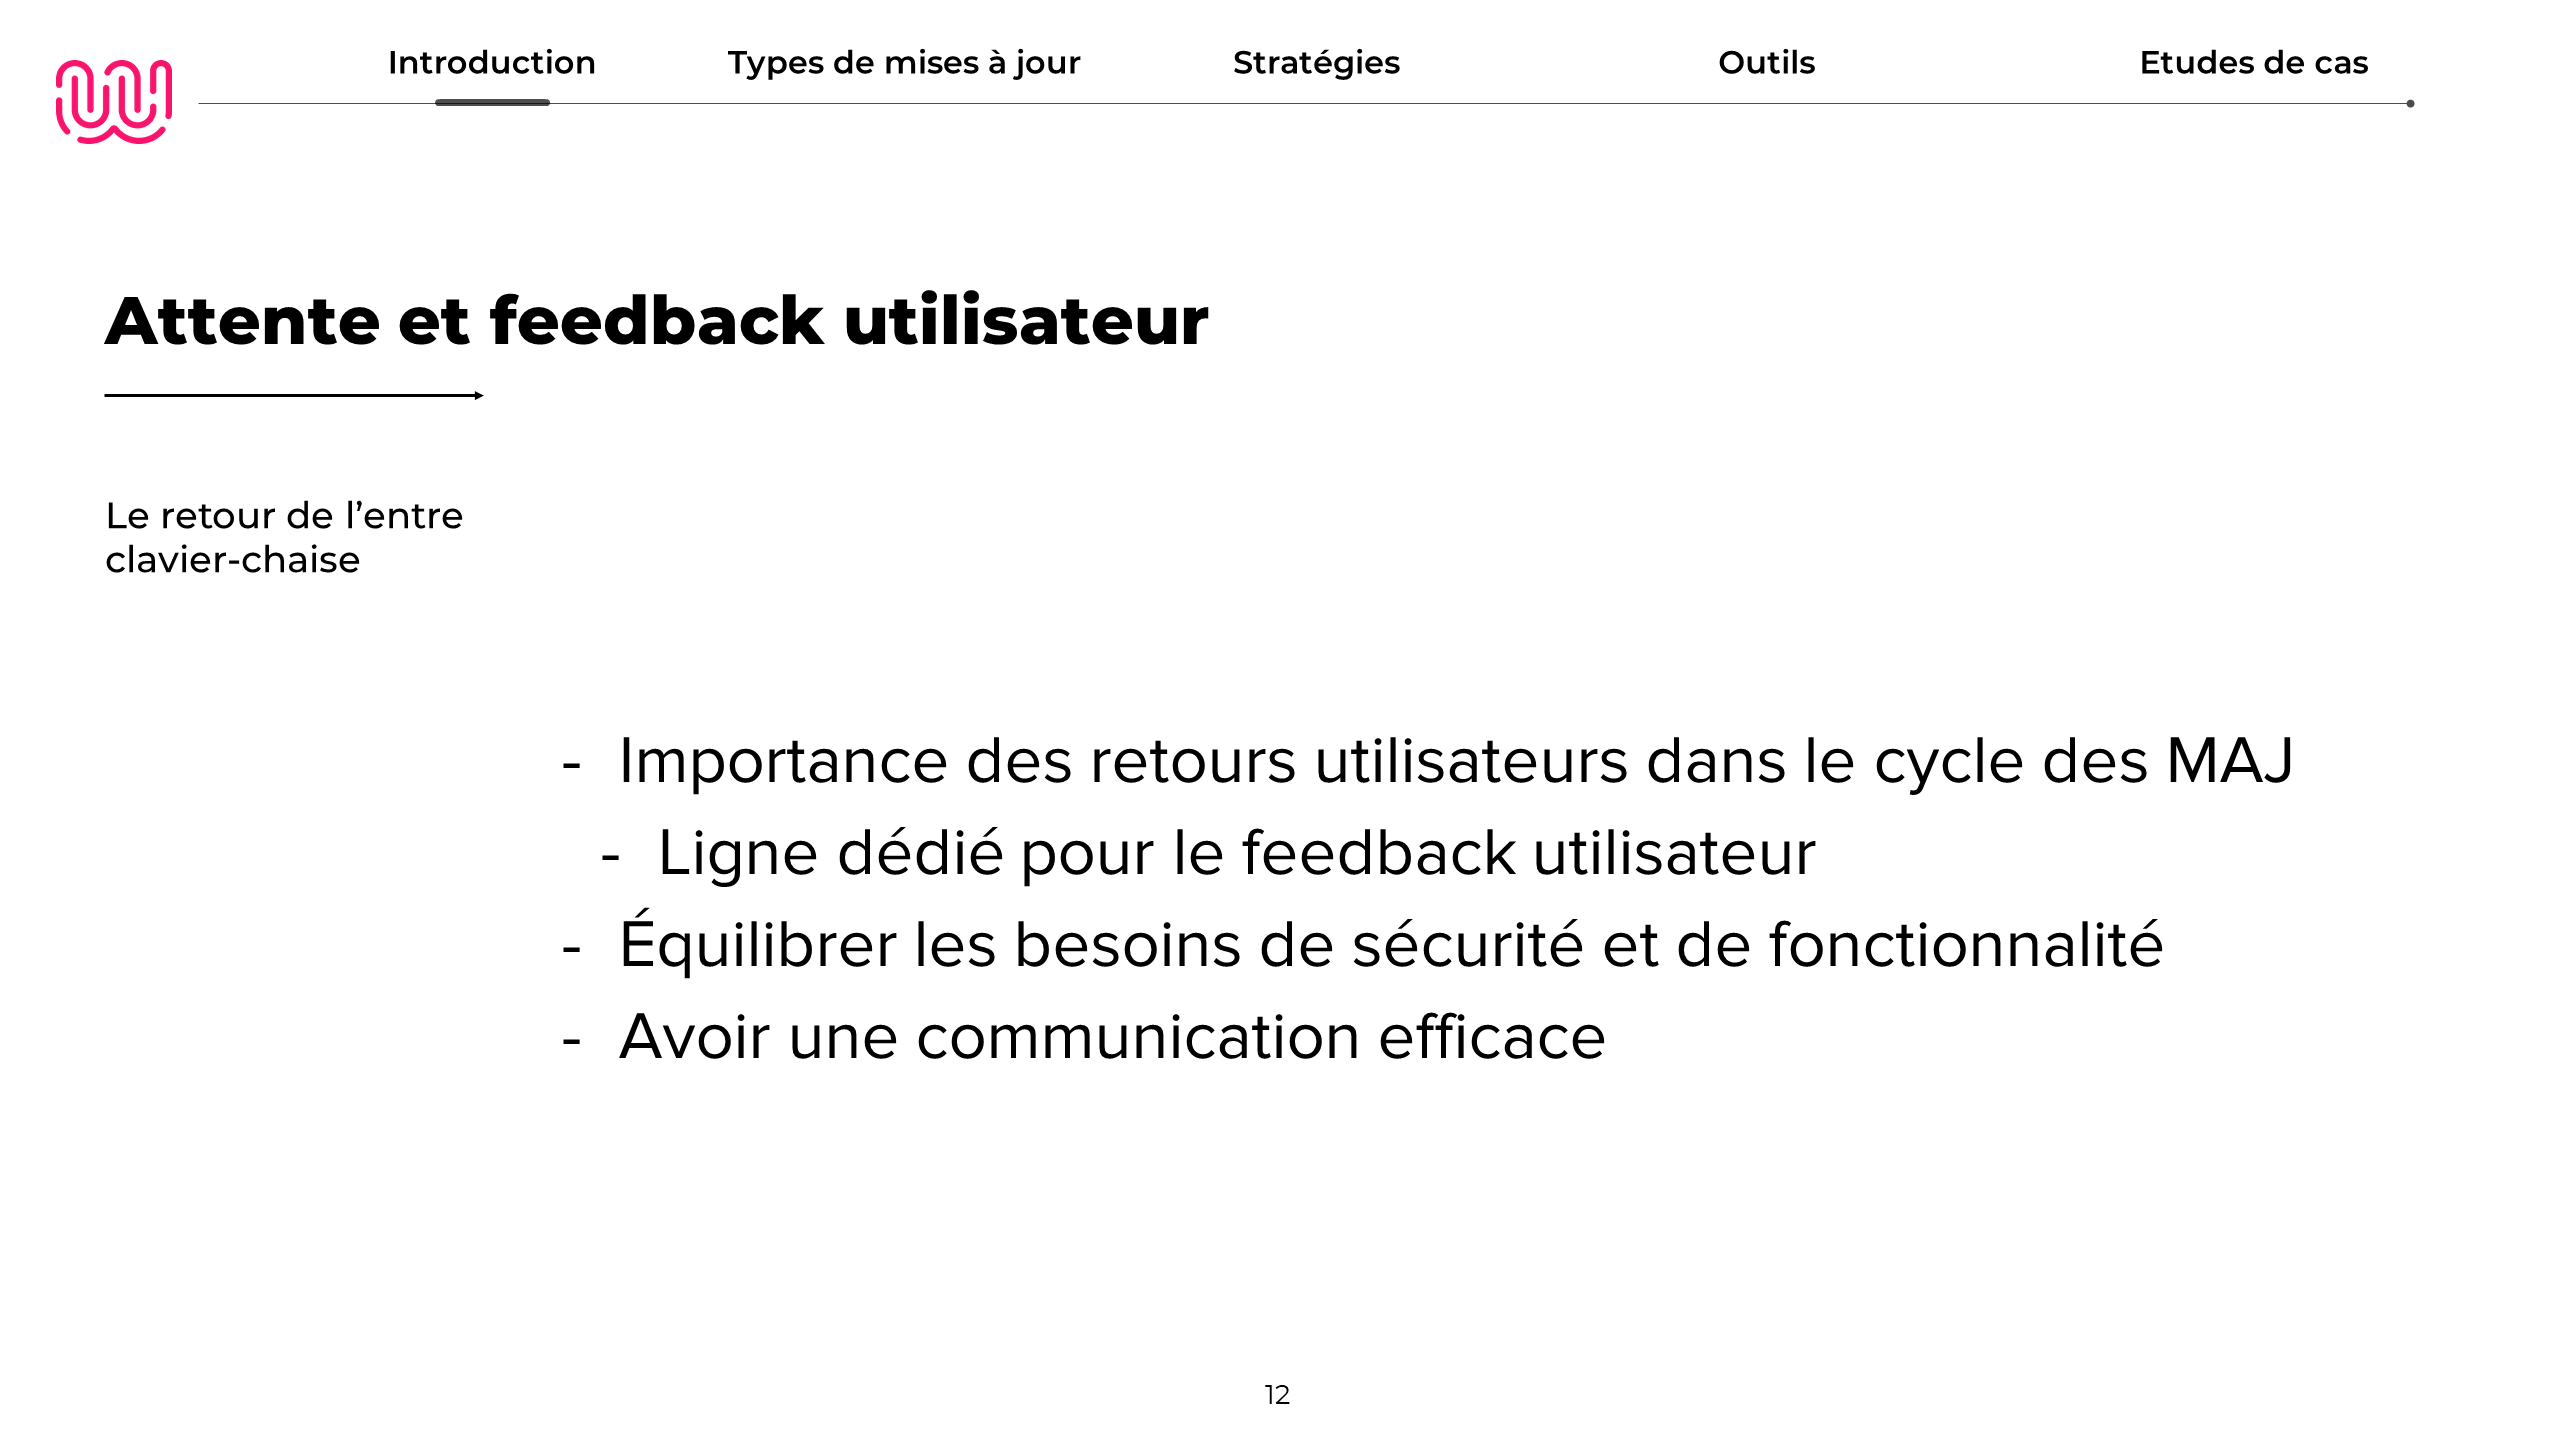 Introduction
Types de mises à jour
Stratégies
Outils
Etudes de cas
Attente et feedback utilisateur
Le retour de l’entre
clavier-chaise
- Importance des retours utilisateurs dans le cycle des MAJ
- Ligne dédié pour le feedback utilisateur
- Équilibrer les besoins de sécurité et de fonctionnalité
- Avoir une communication efficace
12